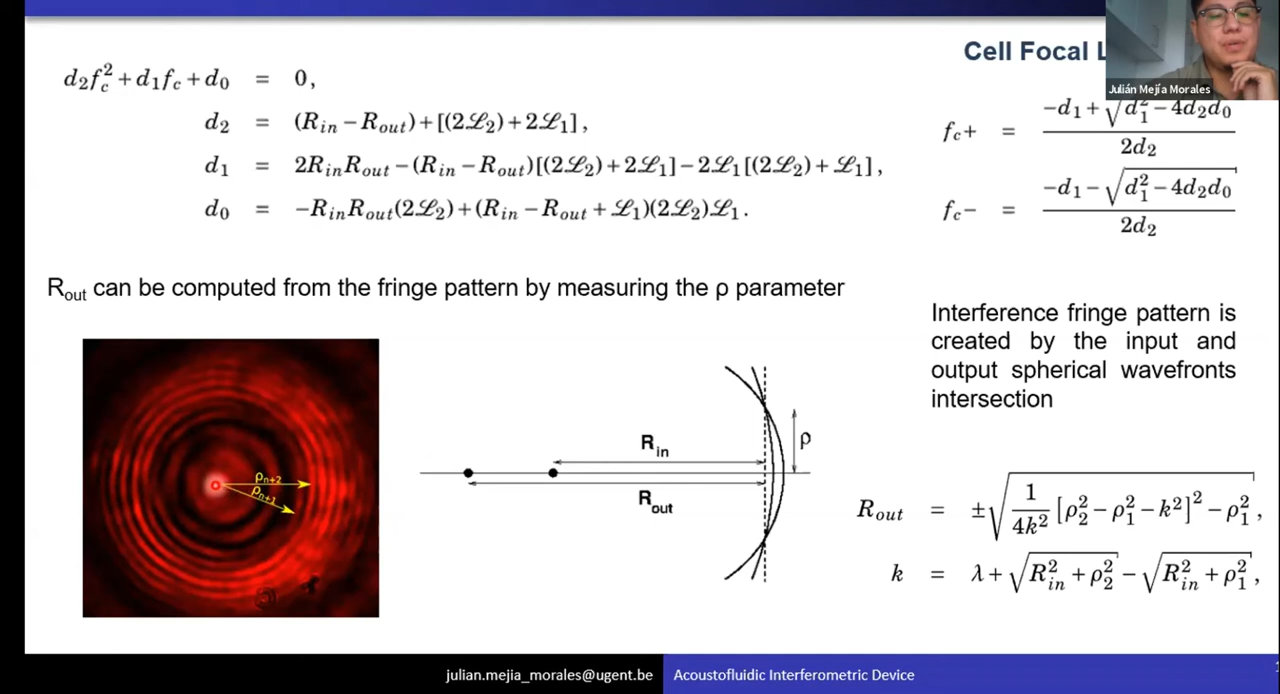 Cell Focal L
Julián Mejía Morales
d₂f_c² + d₁f_c + d₀ = 0,
d₂ = (R_in − R_out) + [(2ℒ₂) + 2ℒ₁],
d₁ = 2R_in R_out − (R_in − R_out)[(2ℒ₂) + 2ℒ₁] − 2ℒ₁[(2ℒ₂) + ℒ₁],
d₀ = −R_in R_out(2ℒ₂) + (R_in − R_out + ℒ₁)(2ℒ₂)ℒ₁.
f_c+ = (−d₁ + √(d₁² − 4d₂d₀)) / 2d₂
f_c− = (−d₁ − √(d₁² − 4d₂d₀)) / 2d₂
R_out can be computed from the fringe pattern by measuring the ρ parameter
ρ_n+2
ρ_n+1
R_in
R_out
ρ
Interference fringe pattern is
created by the input and
output spherical wavefronts
intersection
R_out = ±√(1/4k² [ρ₂² − ρ₁² − k²]² − ρ₁²),
k = λ + √(R_in² + ρ₂²) − √(R_in² + ρ₁²),
julian.mejia_morales@ugent.be Acoustofluidic Interferometric Device